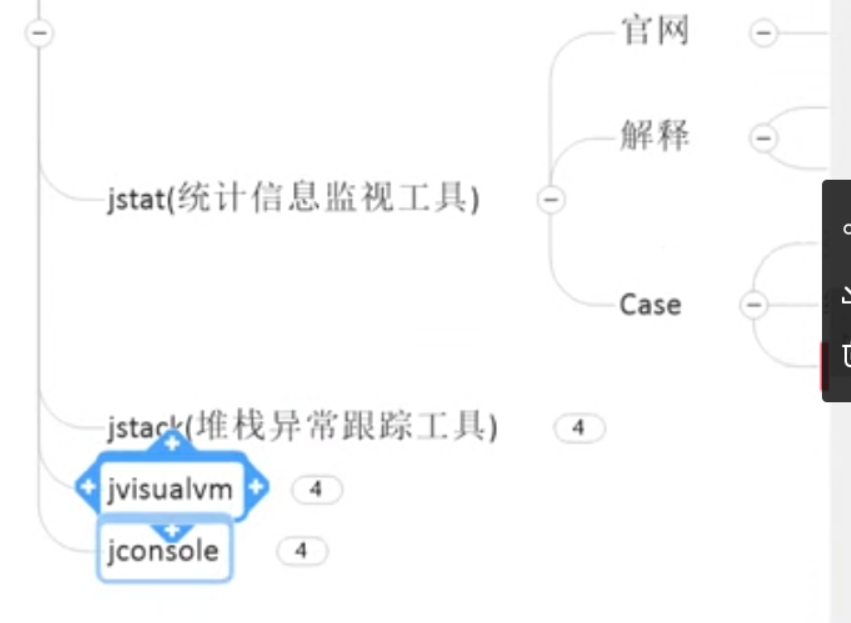 官网
解释
jstat(统计信息监视工具)
Case
jstack(堆栈异常跟踪工具)
4
jvisualvm
4
jconsole
4